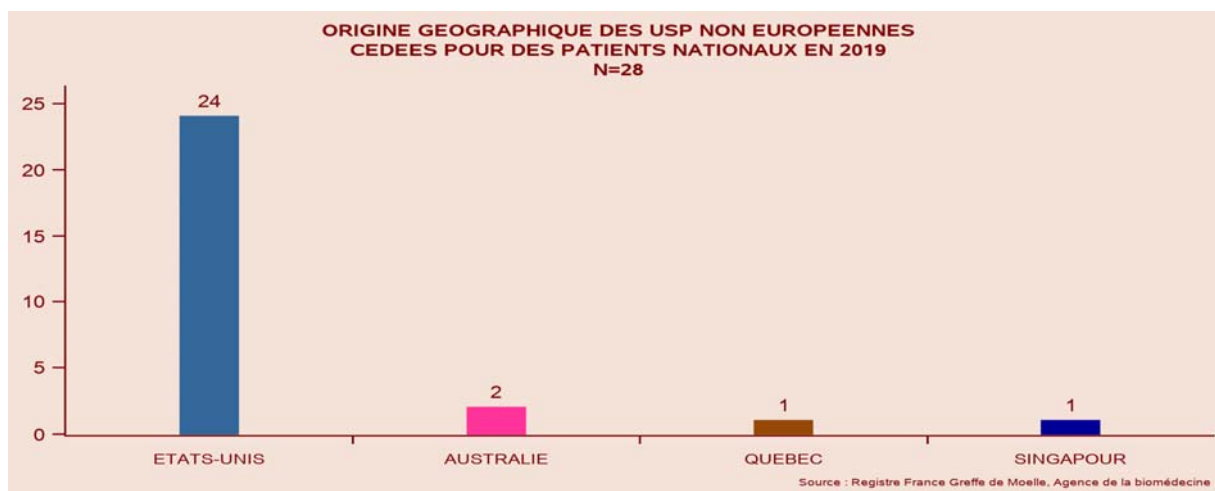 ORIGINE GEOGRAPHIQUE DES USP NON EUROPEENNES
CEDEES POUR DES PATIENTS NATIONAUX EN 2019
N=28
25
24
20
15
10
5
2
1
1
0
ETATS-UNIS
AUSTRALIE
QUEBEC
SINGAPOUR
Source : Registre France Greffe de Moelle, Agence de la biomédecine